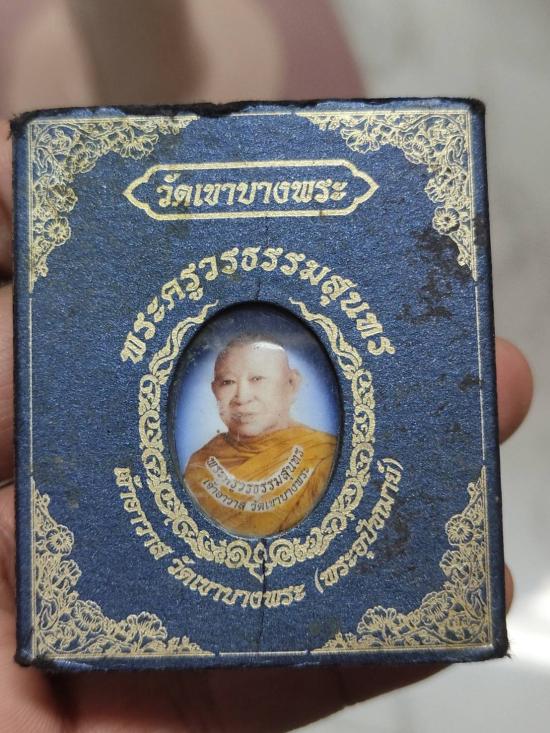 วัดเขาบางพระ
พระครูวรธรรมสุนทร
พระครูวรธรรมสุนทร
เจ้าอาวาส วัดเขาบางพระ
เจ้าอาวาส วัดเขาบางพระ (พระอุปัชฌาย์)